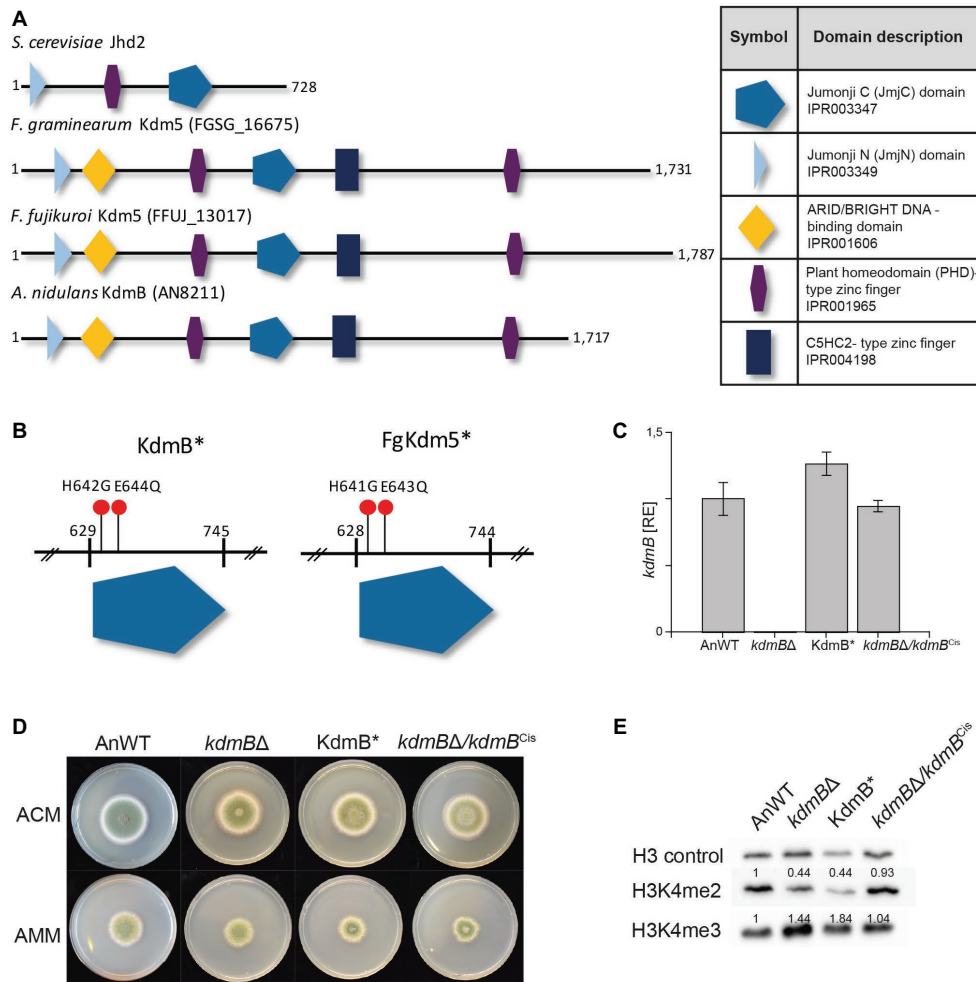 A
S. cerevisiae Jhd2
1
728
F. graminearum Kdm5 (FGSG_16675)
1
1,731
F. fujikuroi Kdm5 (FFUJ_13017)
1
1,787
A. nidulans KdmB (AN8211)
1
1,717
Symbol Domain description
Jumonji C (JmjC) domain
IPR003347
Jumonji N (JmjN) domain
IPR003349
ARID/BRIGHT DNA -
binding domain
IPR001606
Plant homeodomain (PHD)-
type zinc finger
IPR001965
C5HC2- type zinc finger
IPR004198
B
KdmB*
H642G E644Q
629 745
FgKdm5*
H641G E643Q
628 744
C
1,5
kdmB [RE]
0
AnWT kdmBΔ KdmB* kdmBΔ/kdmBCis
D
AnWT kdmBΔ KdmB* kdmBΔ/kdmBCis
ACM
AMM
E
AnWT kdmBΔ KdmB* kdmBΔ/kdmBCis
H3 control
1 0.44 0.44 0.93
H3K4me2
1 1.44 1.84 1.04
H3K4me3